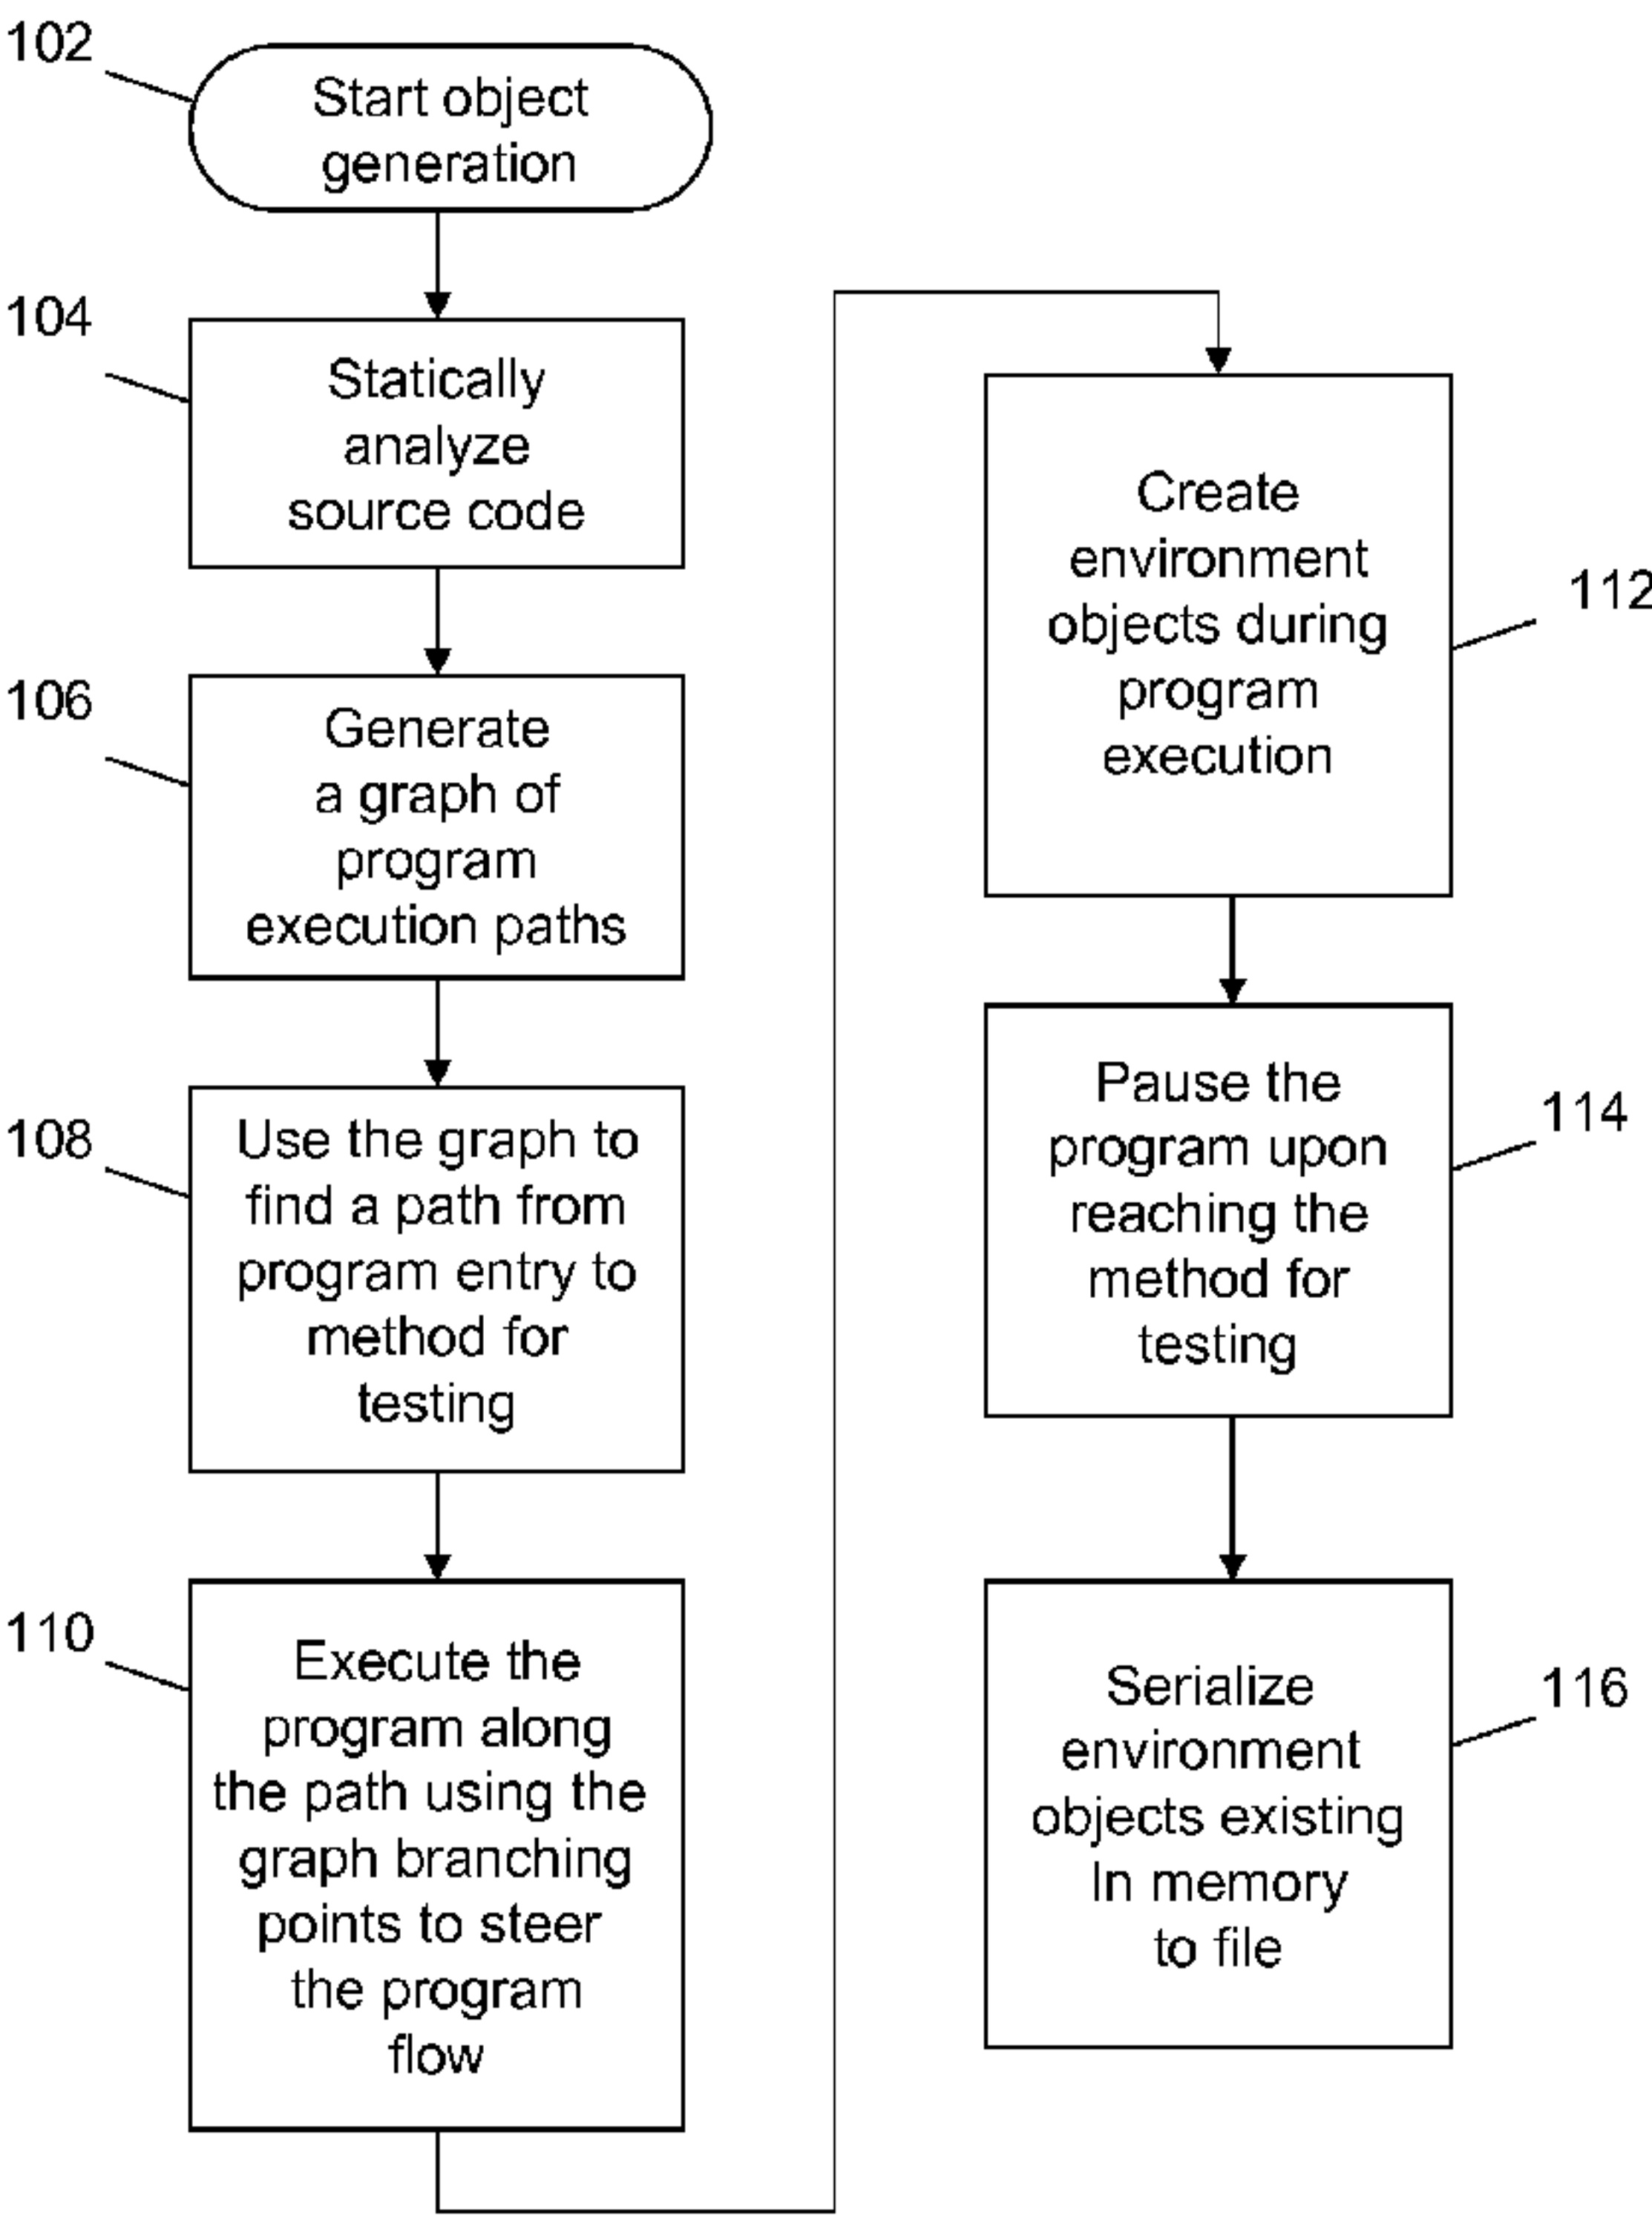 102
Start object
generation
104
Statically
analyze
source code
106
Generate
a graph of
program
execution paths
108
Use the graph to
find a path from
program entry to
method for
testing
110
Execute the
program along
the path using the
graph branching
points to steer
the program
flow
Create
environment
objects during
program
execution
112
Pause the
program upon
reaching the
method for
testing
114
Serialize
environment
objects existing
In memory
to file
116